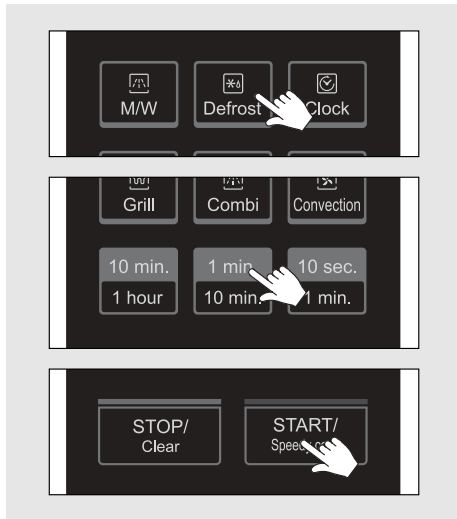 M/W Defrost Clock
Grill Combi Convection
10 min. 1 min. 10 sec.
1 hour 10 min. 1 min.
STOP/ START/
Clear Speedy